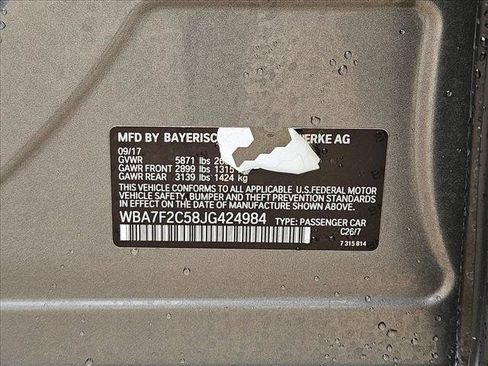 MFD BY BAYERISC ERKE AG
09/17
GVWR 5871 lbs
GAWR FRONT 2899 lbs 1315
GAWR REAR 3139 lbs 1424 kg
THIS VEHICLE CONFORMS TO ALL APPLICABLE U.S.FEDERAL MOTOR
VEHICLE SAFETY, BUMPER AND THEFT PREVENTION
STANDARDS IN EFFECT ON THE DATE OF MANUFACTURE SHOWN ABOVE.
WBA7F2C58JG424984 TYPE: PASSENGER CAR
C26/7
7 315 814